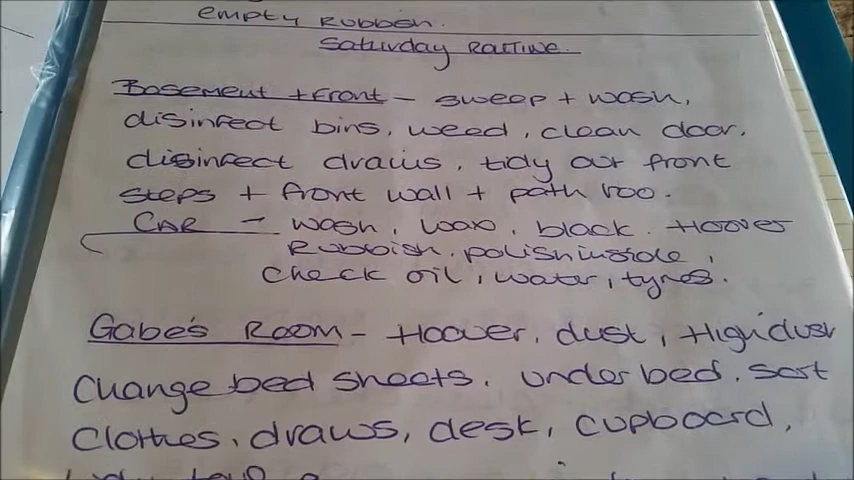 empty Rubbish.
Saturday Routine.
Basement + Front - sweep + wash,
disinfect bins, weed, clean door.
disinfect drains, tidy out front
steps + front wall + path roo.
CAR - wash, wax, black. Hoover
Rubbish, polish inside,
check oil, water, tyres.
Gabe's Room - Hoover, dust, High dust
Change bed sheets. under bed. Sort
Clothes, draws, desk, cupboard,